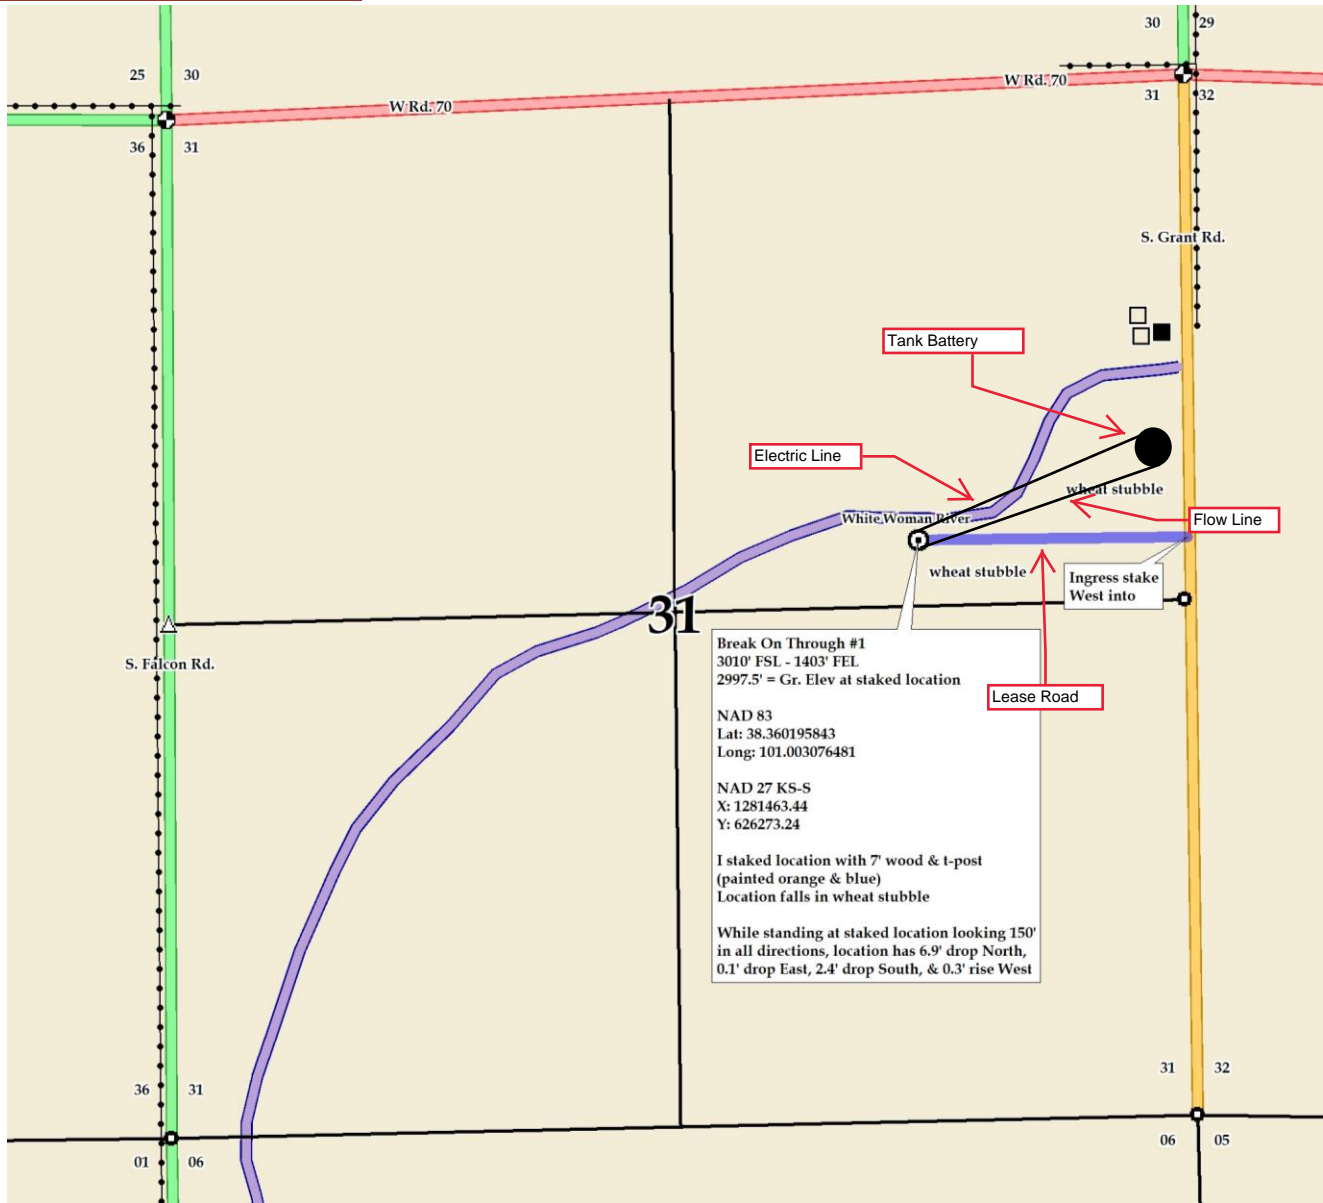 30
29
25
30
W Rd. 70
W Rd. 70
31
32
36
31
S. Grant Rd.
Tank Battery
Electric Line
wheat stubble
White Woman River
Flow Line
wheat stubble
Ingress stake
West into
31
S. Falcon Rd.
Break On Through #1
3010' FSL - 1403' FEL
2997.5' = Gr. Elev at staked location
Lease Road
NAD 83
Lat: 38.360195843
Long: 101.003076481
NAD 27 KS-S
X: 1281463.44
Y: 626273.24
I staked location with 7' wood & t-post
(painted orange & blue)
Location falls in wheat stubble
While standing at staked location looking 150'
in all directions, location has 6.9' drop North,
0.1' drop East, 2.4' drop South, & 0.3' rise West
31
32
36
31
06
05
01
06